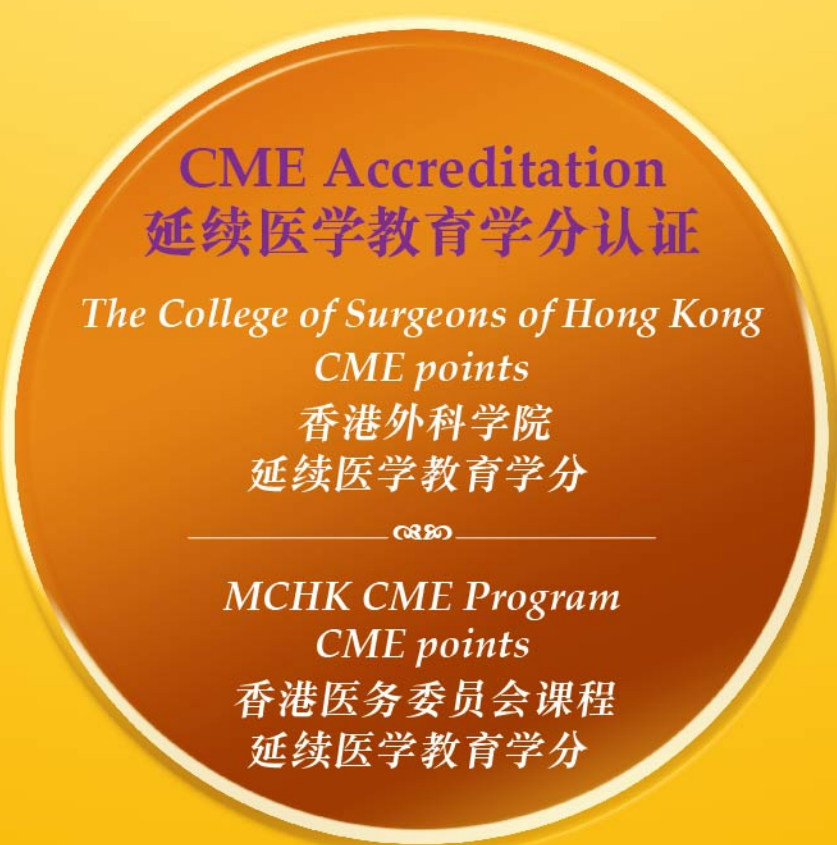 CME Accreditation
延续医学教育学分认证
The College of Surgeons of Hong Kong
CME points
香港外科学院
延续医学教育学分
MCHK CME Program
CME points
香港医务委员会课程
延续医学教育学分